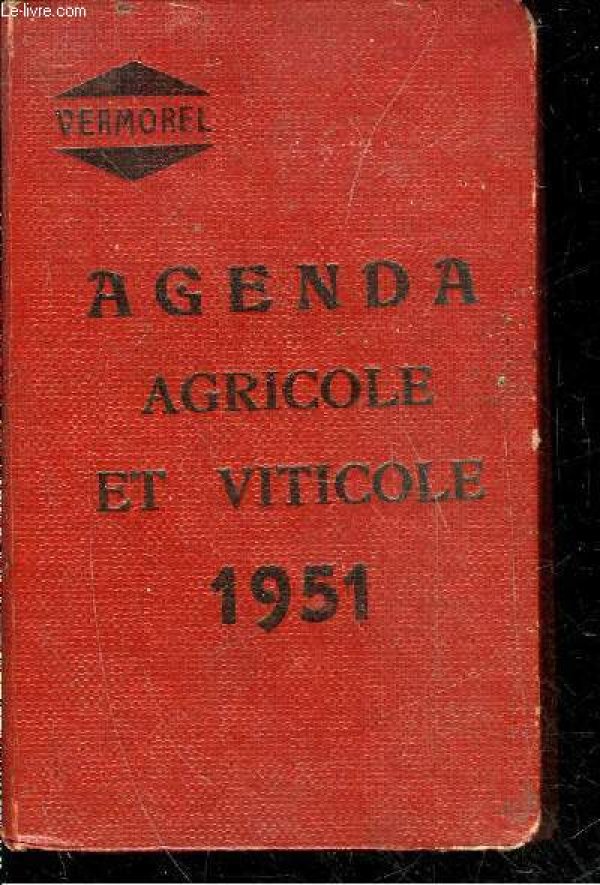 Le-livre.com
VERMOREL
AGENDA
AGRICOLE
ET VITICOLE
1951